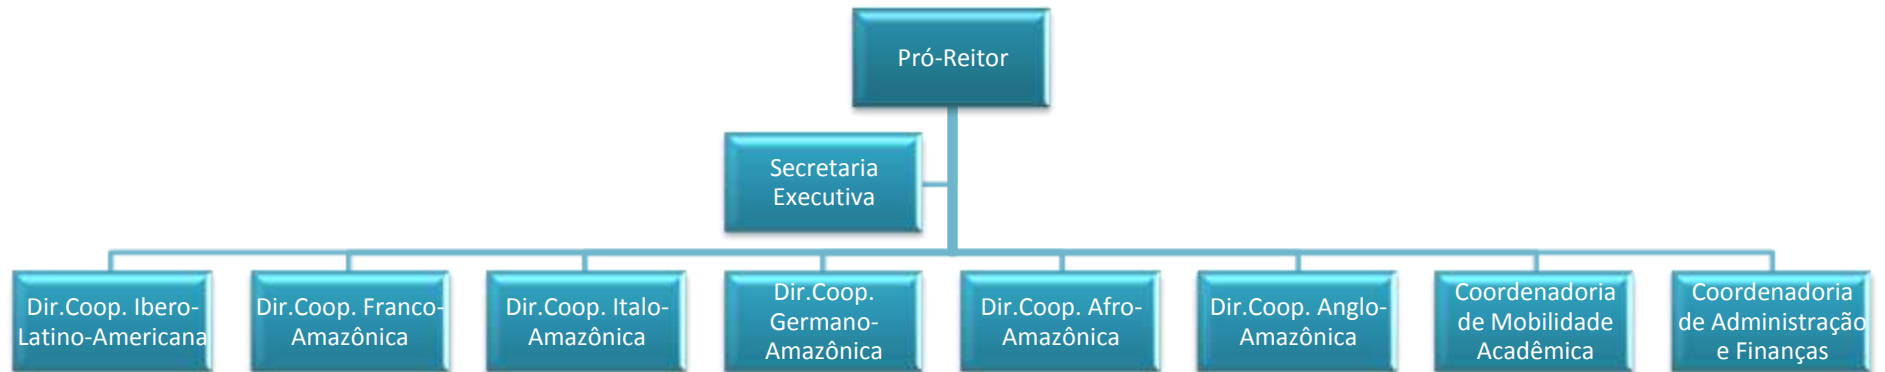 Pró-Reitor
Secretaria
Executiva
Dir.Coop. Ibero-
Latino-Americana
Dir.Coop. Franco-
Amazônica
Dir.Coop. Italo-
Amazônica
Dir.Coop.
Germano-
Amazônica
Dir.Coop. Afro-
Amazônica
Dir.Coop. Anglo-
Amazônica
Coordenadoria
de Mobilidade
Acadêmica
Coordenadoria
de Administração
e Finanças